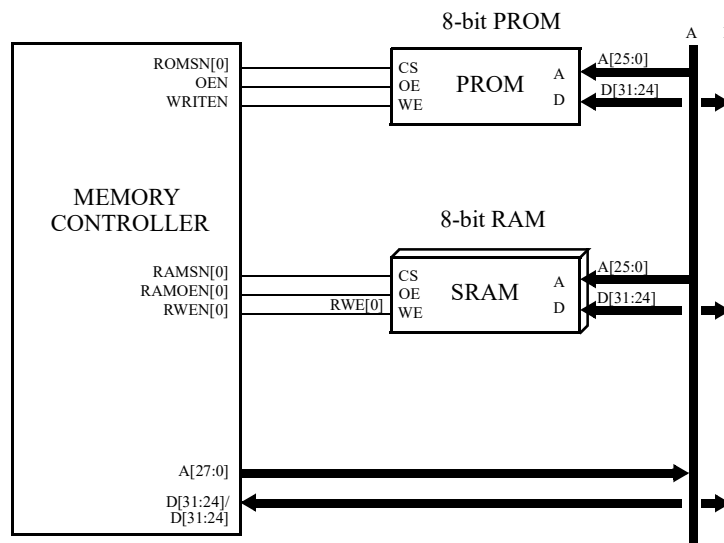 8-bit PROM
A
ROMSN[0]
OEN
WRITEN
CS
OE
WE
PROM
A
D
A[25:0]
D[31:24]
MEMORY
CONTROLLER
8-bit RAM
RAMSN[0]
RAMOEN[0]
RWEN[0]
RWE[0]
CS
OE
WE
SRAM
A
D
A[25:0]
D[31:24]
A[27:0]
D[31:24]/
D[31:24]